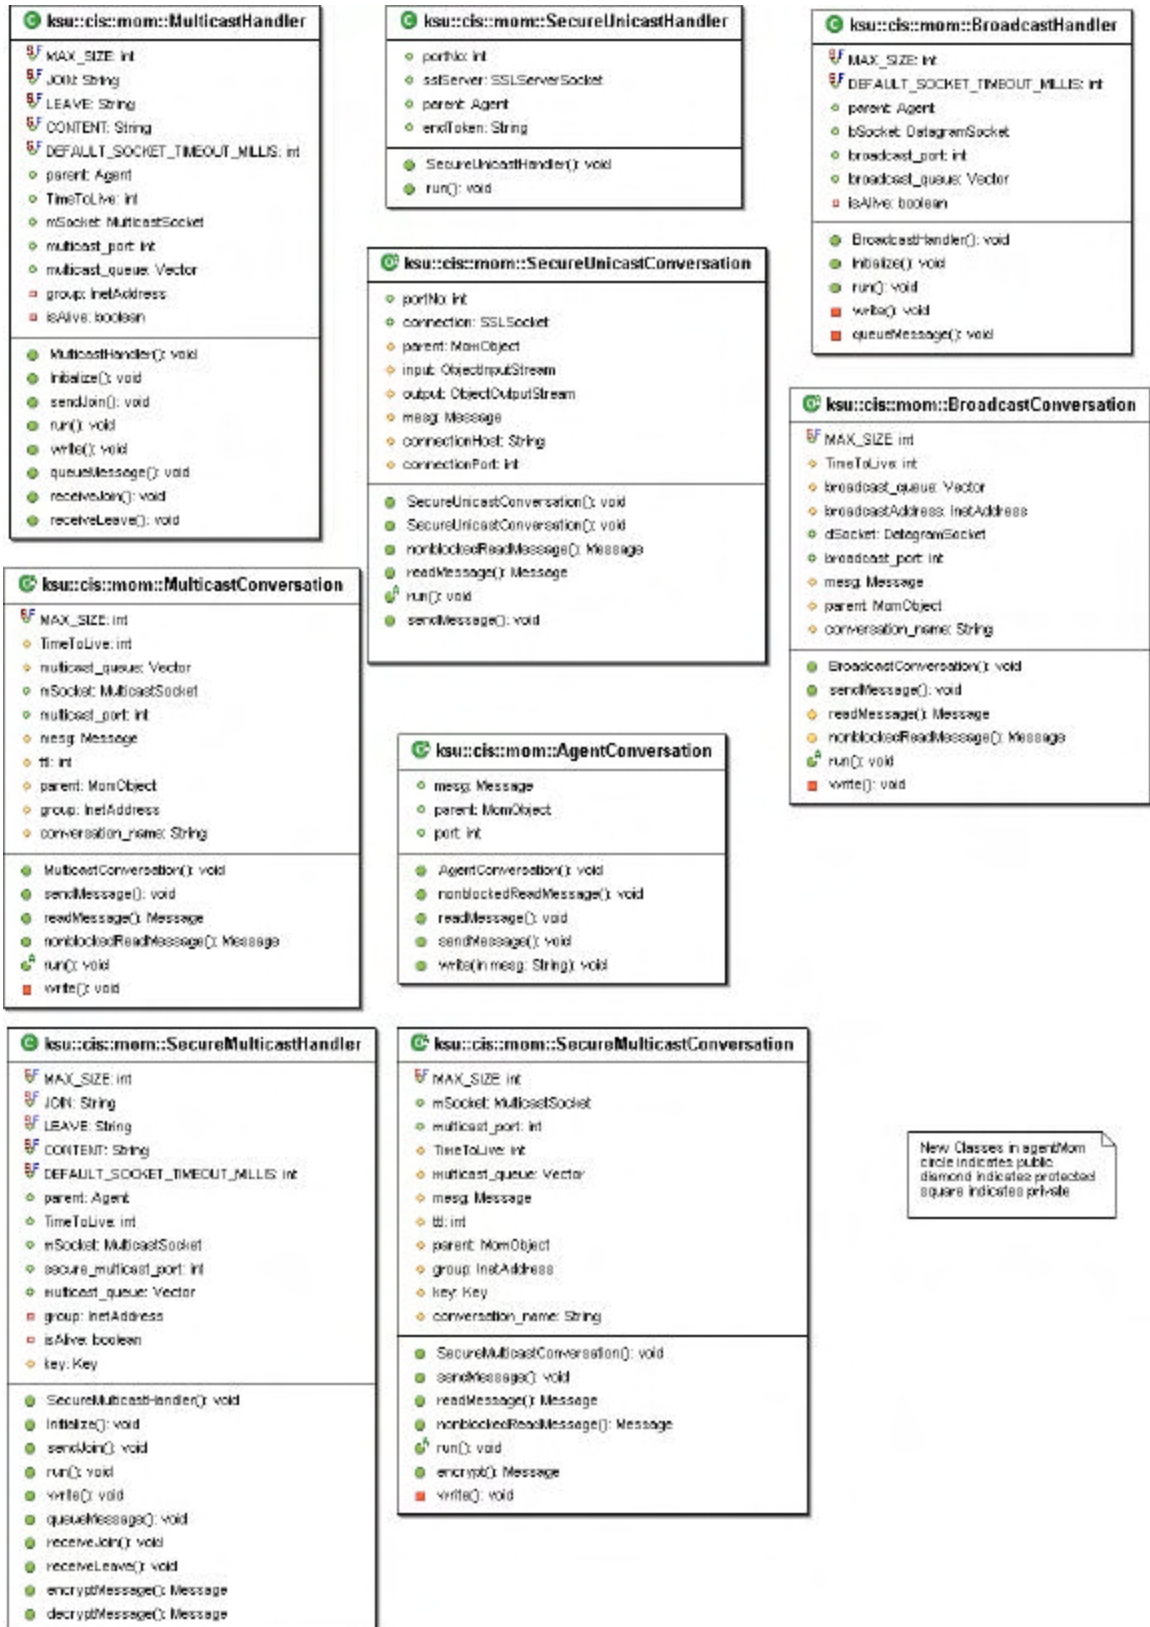 ksu::cis::mom::MulticastHandler
MAX_SIZE: int
JOIN: String
LEAVE: String
CONTENT: String
DEFAULT_SOCKET_TIMEOUT_MILLIS: int
parent: Agent
TimeToLive: int
mSocket: MulticastSocket
multicast_port: int
multicast_queue: Vector
group: InetAddress
isAlive: boolean
MulticastHandler(): void
Initialize(): void
sendJoin(): void
run(): void
write(): void
queueMessage(): void
receiveJoin(): void
receiveLeave(): void
ksu::cis::mom::SecureUnicastHandler
portNo: int
sslServer: SSLServerSocket
parent: Agent
endToken: String
SecureUnicastHandler(): void
run(): void
ksu::cis::mom::BroadcastHandler
MAX_SIZE: int
DEFAULT_SOCKET_TIMEOUT_MILLIS: int
parent: Agent
bSocket: DatagramSocket
broadcast_port: int
broadcast_queue: Vector
isAlive: boolean
BroadcastHandler(): void
Initialize(): void
run(): void
write(): void
queueMessage(): void
ksu::cis::mom::SecureUnicastConversation
portNo: int
connection: SSLSocket
parent: MomObject
input: ObjectInputStream
output: ObjectOutputStream
mesg: Message
connectionHost: String
connectionPort: int
SecureUnicastConversation(): void
SecureUnicastConversation(): void
nonblockedReadMessage(): Message
readMessage(): Message
run(): void
sendMessage(): void
ksu::cis::mom::BroadcastConversation
MAX_SIZE: int
TimeToLive: int
broadcast_queue: Vector
broadcastAddress: InetAddress
dSocket: DatagramSocket
broadcast_port: int
mesg: Message
parent: MomObject
conversation_name: String
BroadcastConversation(): void
sendMessage(): void
readMessage(): Message
nonblockedReadMessage(): Message
run(): void
write(): void
ksu::cis::mom::MulticastConversation
MAX_SIZE: int
TimeToLive: int
multicast_queue: Vector
mSocket: MulticastSocket
multicast_port: int
mesg: Message
ttl: int
parent: MomObject
group: InetAddress
conversation_name: String
MulticastConversation(): void
sendMessage(): void
readMessage(): Message
nonblockedReadMessage(): Message
run(): void
write(): void
ksu::cis::mom::AgentConversation
mesg: Message
parent: MomObject
port: int
AgentConversation(): void
nonblockedReadMessage(): void
readMessage(): void
sendMessage(): void
write(in mesg: String): void
ksu::cis::mom::SecureMulticastHandler
MAX_SIZE: int
JOIN: String
LEAVE: String
CONTENT: String
DEFAULT_SOCKET_TIMEOUT_MILLIS: int
parent: Agent
TimeToLive: int
mSocket: MulticastSocket
secure_multicast_port: int
multicast_queue: Vector
group: InetAddress
isAlive: boolean
key: Key
SecureMulticastHandler(): void
Initialize(): void
sendJoin(): void
run(): void
write(): void
queueMessage(): void
receiveJoin(): void
receiveLeave(): void
encryptMessage(): Message
decryptMessage(): Message
ksu::cis::mom::SecureMulticastConversation
MAX_SIZE: int
mSocket: MulticastSocket
multicast_port: int
TimeToLive: int
multicast_queue: Vector
mesg: Message
ttl: int
parent: MomObject
group: InetAddress
key: Key
conversation_name: String
SecureMulticastConversation(): void
sendMessage(): void
readMessage(): Message
nonblockedReadMessage(): Message
run(): void
encrypt(): Message
write(): void
New Classes in agentMom
circle indicates public
diamond indicates protected
square indicates private